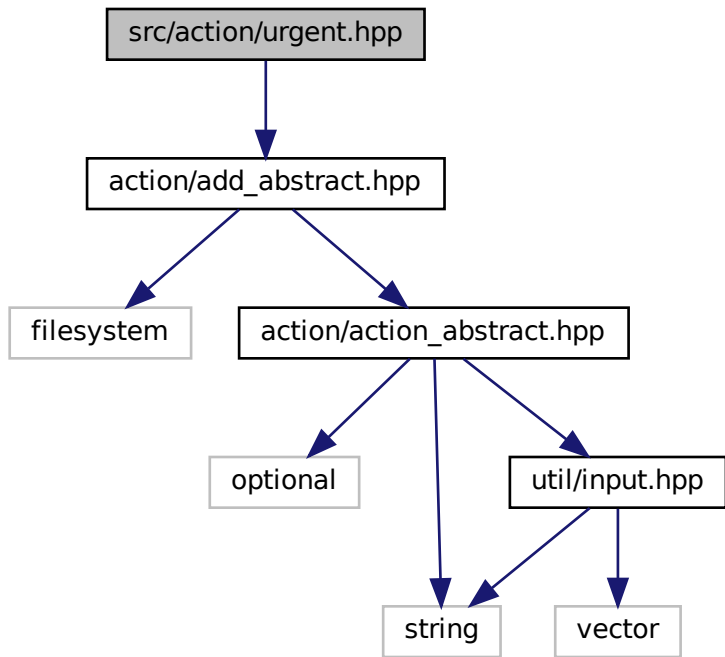 src/action/urgent.hpp
action/add_abstract.hpp
filesystem
action/action_abstract.hpp
optional
util/input.hpp
string
vector